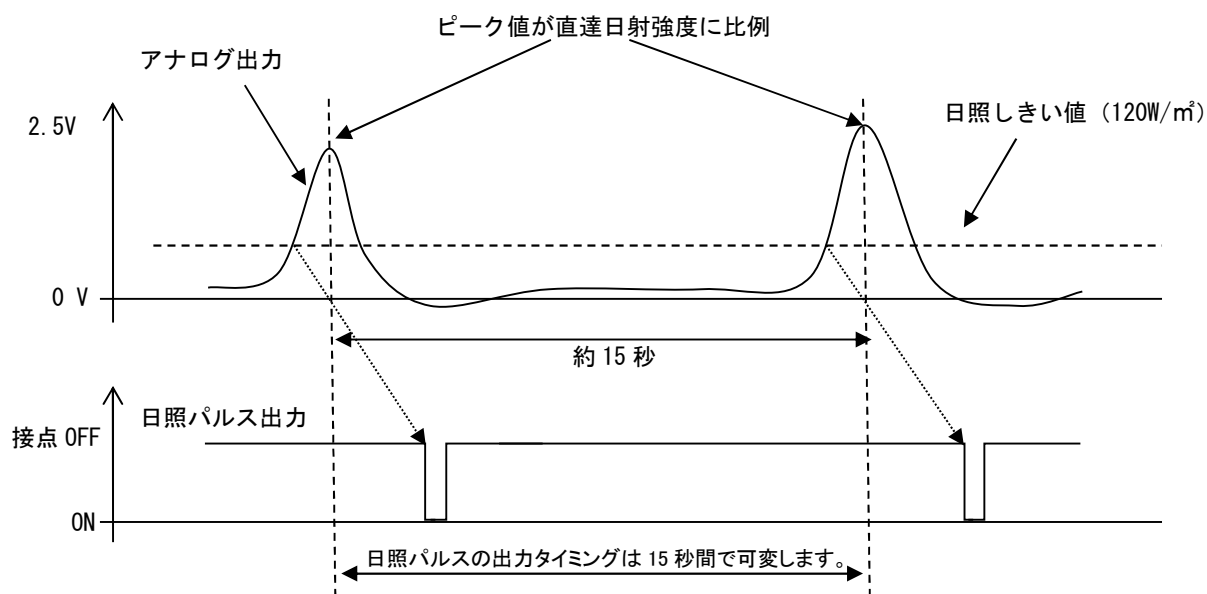 ピーク値が直達日射強度に比例
アナログ出力
2.5V
日照しきい値 (120W/㎡)
0 V
約 15 秒
日照パルス出力
接点 OFF
ON
日照パルスの出力タイミングは 15 秒間で可変します。